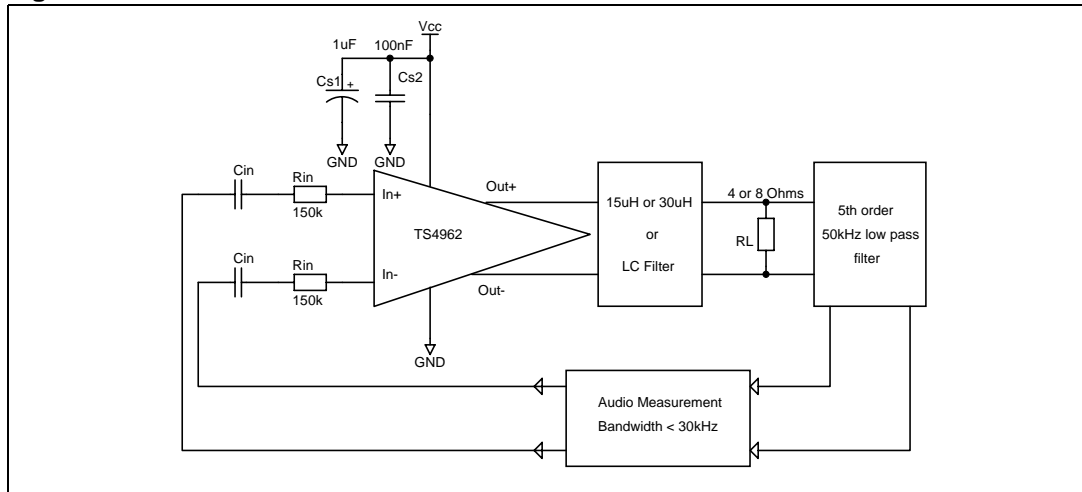 Vcc
1uF
100nF
Cs1
+
Cs2
GND
GND
Cin
Rin
150k
In+
Out+
TS4962
Cin
Rin
150k
In-
Out-
GND
15uH or 30uH
or
LC Filter
4 or 8 Ohms
RL
5th order
50kHz low pass
filter
Audio Measurement
Bandwidth < 30kHz